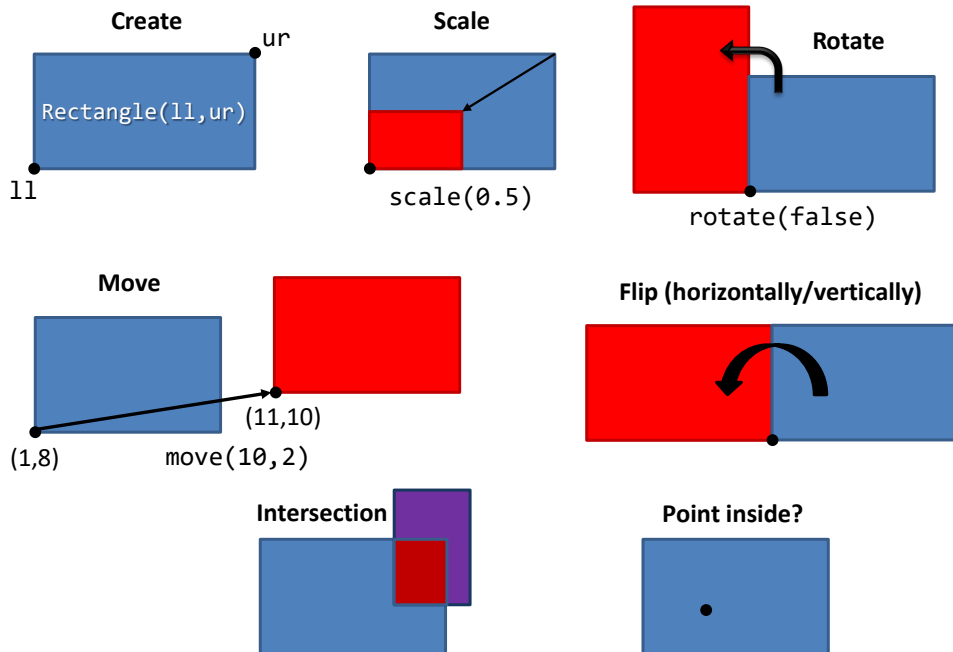 Create
ur
Rectangle(ll,ur)
ll
Scale
scale(0.5)
Rotate
rotate(false)
Move
(1,8)
(11,10)
move(10,2)
Flip (horizontally/vertically)
Intersection
Point inside?